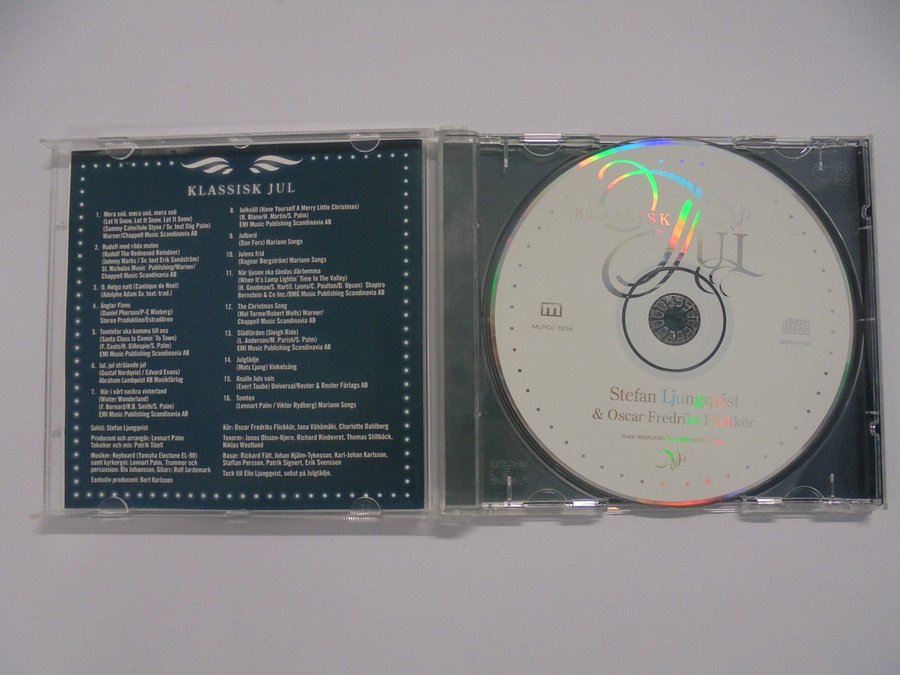 KLASSISK JUL
1. Mera snö, mera snö, mera snö
(Let It Snow, Let It Snow, Let It Snow)
(Sammy Cahn/Jule Styne / Sv. text Stig Palm)
Warner/Chappell Music Scandinavia AB
2. Rudolf med röda mulen
(Rudolf The Rednosed Reindeer)
(Johnny Marks / Sv. text Erik Sandström)
St. Nicholas Music Publishing/Warner/
Chappell Music Scandinavia AB
3. O, Helga natt (Cantique de Noel)
(Adolphe Adam Sv. text: trad.)
4. Änglar Finns
(Daniel Pherson/P-E Wieberg)
Stereo Produktion/Estradören
5. Tomtefar ska komma till oss
(Santa Claus Is Comin' To Town)
(F. Coots/H. Gillespie/S. Palm)
EMI Music Publishing Scandinavia AB
6. Jul, jul strålande jul
(Gustaf Nordqvist / Edvard Evans)
Abraham Lundquist AB Musikförlag
7. Här i vårt vackra vinterland
(Winter Wonderland)
(F. Bernard/R.B. Smith/S. Palm)
EMI Music Publishing Scandinavia AB
8. Julkväll (Have Yourself A Merry Little Christmas)
(R. Blane/H. Martin/S. Palm)
EMI Music Publishing Scandinavia AB
9. Julbord
(Dan Fors) Mariann Songs
10. Julens frid
(Ragnar Bergström) Mariann Songs
11. När ljusen ska tändas därhemma
(When It's Lamp Lightin' Time In The Valley)
(H. Goodman/S. Hart/I. Lyons/C. Poulton/D. Upson) Shapiro
Bernstein & Co Inc./BMG Music Publishing Scandinavia AB
12. The Christmas Song
(Mel Torme/Robert Wells) Warner/
Chappell Music Scandinavia AB
13. Slädfärden (Sleigh Ride)
(L. Anderson/M. Parish/S. Palm)
EMI Music Publishing Scandinavia AB
14. Julglädje
(Mats Ljung) Vinkelsång
15. Knalle Juls vals
(Evert Taube) Universal/Reuter & Reuter Förlags AB
16. Tomten
(Lennart Palm / Viktor Rydberg) Mariann Songs
Solist: Stefan Ljungqvist
Producent och arrangör: Lennart Palm
Tekniker och mix: Patrik Tibell
Musiker: Keyboard (Yamaha Electone EL-90)
samt kyrkorgel: Lennart Palm, Trummor och
percussion: Ola Johansson, Gitarr: Rolf Jardemark
Exekutiv producent: Bert Karlsson
Kör: Oscar Fredriks Flickkör, Jana Vähämäki, Charlotte Dahlberg
Tenorer: Jonas Olsson-Hjern, Richard Rindevret, Thomas Stillbäck,
Niklas Westlund
Basar: Rickard Fält, Johan Hjälm-Tykesson, Karl-Johan Karlsson,
Staffan Persson, Patrik Signert, Erik Svensson
Tack till Elin Ljungqvist, solist på Julglädje.
KLASSISK
JUL
MLPCD 3234
Stefan Ljungqvist
& Oscar Fredriks Flickkör